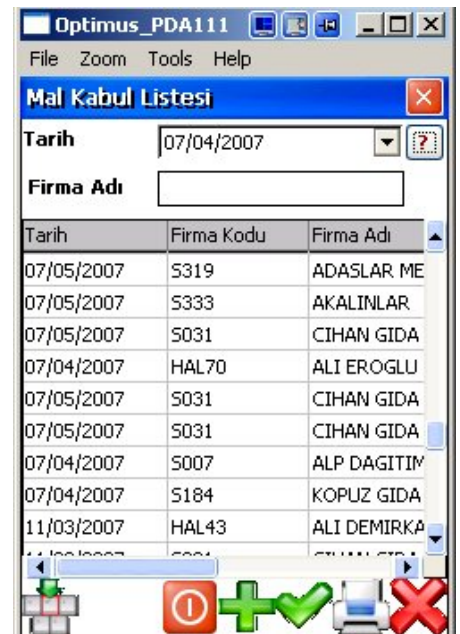 Optimus_PDA111
File Zoom Tools Help
Mal Kabul Listesi
Tarih 07/04/2007
Firma Adı
Tarih Firma Kodu Firma Adı
07/05/2007 S319 ADASLAR ME
07/05/2007 S333 AKALINLAR
07/05/2007 S031 CIHAN GIDA
07/04/2007 HAL70 ALI EROGLU
07/05/2007 S031 CIHAN GIDA
07/05/2007 S031 CIHAN GIDA
07/04/2007 S007 ALP DAGITIM
07/04/2007 S184 KOPUZ GIDA
11/03/2007 HAL43 ALI DEMIRKA